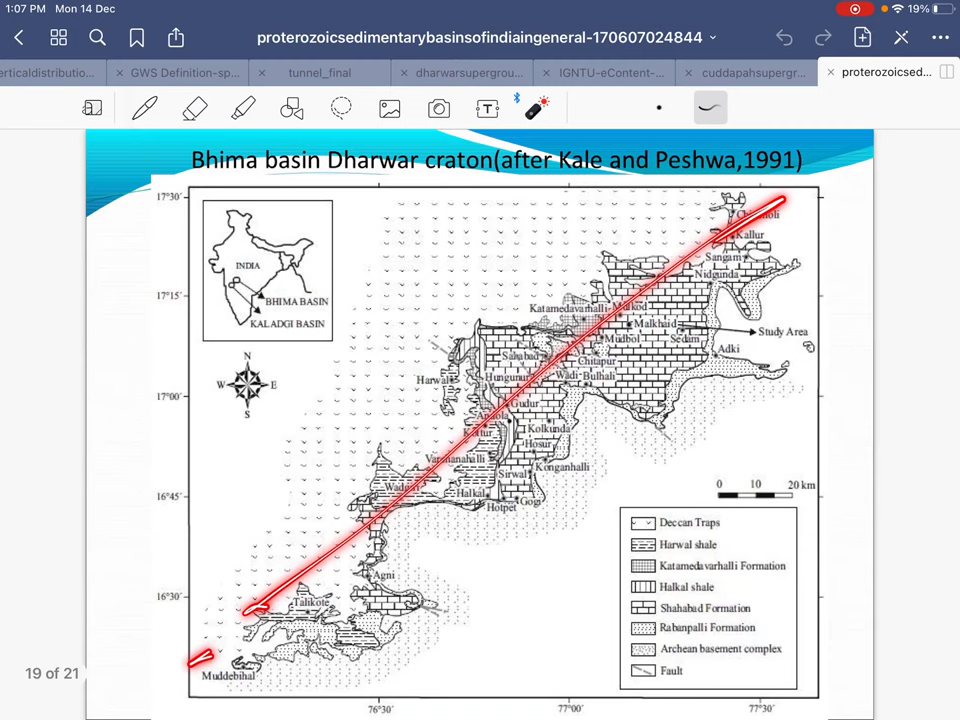 1:07 PM Mon 14 Dec
19%
proterozoicsedimentarybasinsofindiaingeneral-170607024844
erticaldistributio...
GWS Definition-sp...
tunnel_final
dharwarsupergrou...
IGNTU-eContent-...
cuddapahsupergr...
proterozoicsed...
T
Bhima basin Dharwar craton(after Kale and Peshwa,1991)
17°30'
INDIA
BHIMA BASIN
KALADGI BASIN
Kallur
Sangam
Nidgunda
17°15'
Katamedavarhalli
Malkhaid
Study Area
Mudbol
Sedam
Adki
N
W
E
S
Sahabad
Chitapur
Harwal
Hungunur
Wadi
Bulhali
17°00'
Gudur
Kolkunda
Hosur
Konganhalli
Sirwal
16°45'
Halkal
Gogi
Hotpet
0 10 20 km
Deccan Traps
Harwal shale
Katamedavarhalli Formation
Halkal shale
Shahabad Formation
Rabanpalli Formation
Archean basement complex
Fault
Agni
16°30'
Talikote
Muddebihal
19 of 21
76°30'
77°00'
77°30'